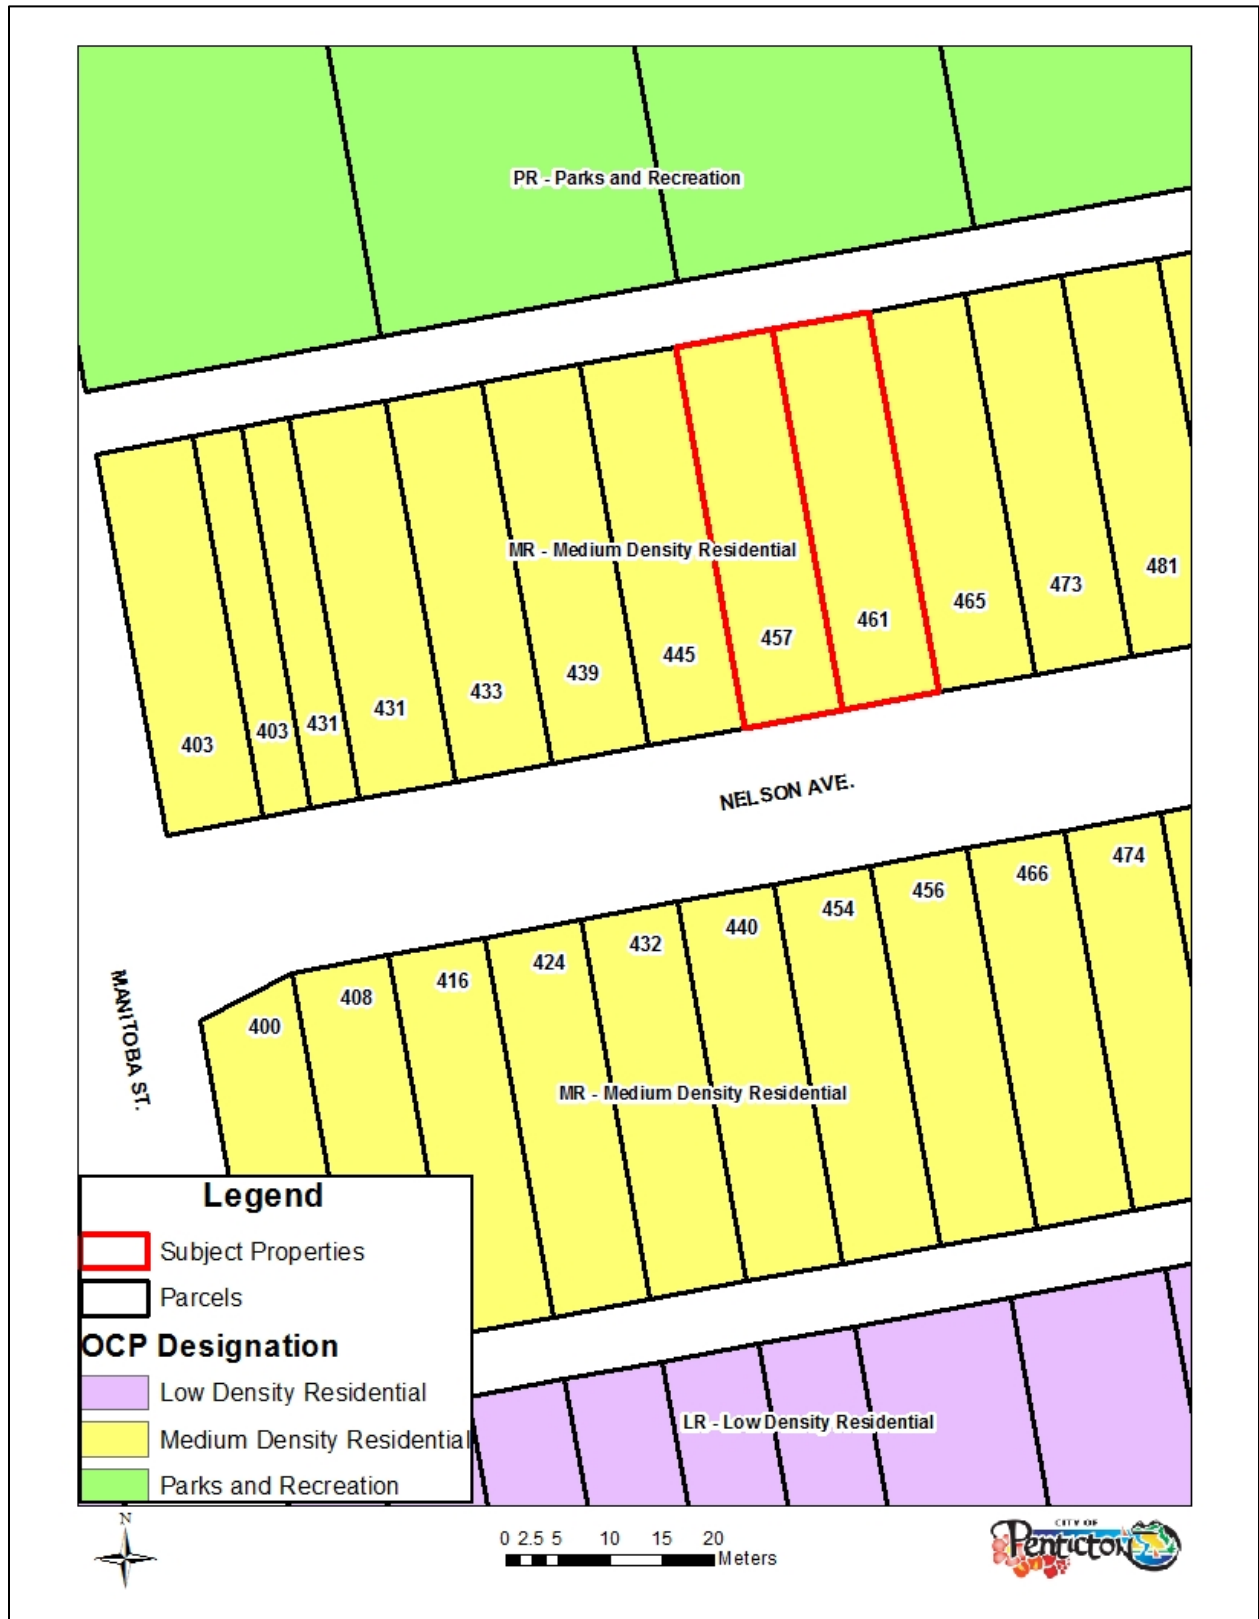 PR - Parks and Recreation
MR - Medium Density Residential
481
473
465
461
457
445
439
433
431
431
403
403
NELSON AVE.
474
466
456
454
440
432
424
416
408
400
MANITOBA ST.
MR - Medium Density Residential
LR - Low Density Residential
Legend
Subject Properties
Parcels
OCP Designation
Low Density Residential
Medium Density Residential
Parks and Recreation
N
0 2.5 5 10 15 20
Meters
CITY OF
Penticton